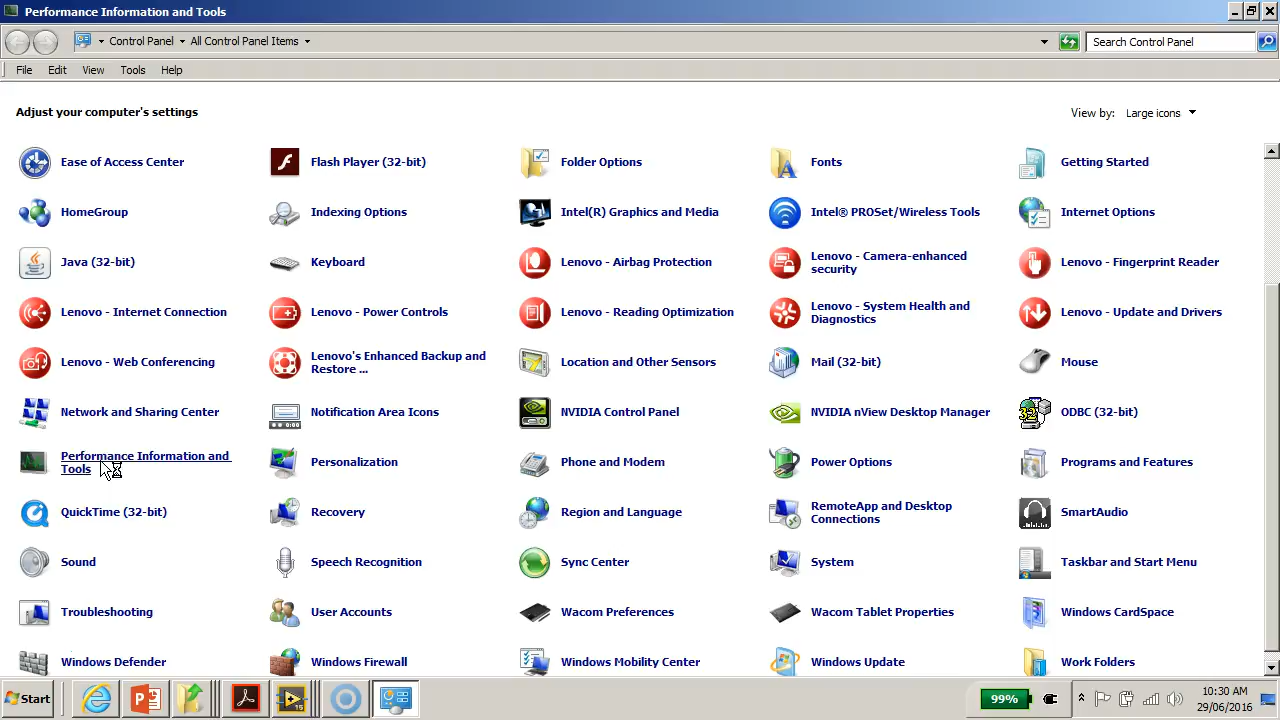 Performance Information and Tools
Control Panel All Control Panel Items Search Control Panel
File Edit View Tools Help
Adjust your computer's settings
View by: Large icons
Ease of Access Center
Flash Player (32-bit)
Folder Options
Fonts
Getting Started
HomeGroup
Indexing Options
Intel(R) Graphics and Media
Intel® PROSet/Wireless Tools
Internet Options
Java (32-bit)
Keyboard
Lenovo - Airbag Protection
Lenovo - Camera-enhanced
security
Lenovo - Fingerprint Reader
Lenovo - Internet Connection
Lenovo - Power Controls
Lenovo - Reading Optimization
Lenovo - System Health and
Diagnostics
Lenovo - Update and Drivers
Lenovo - Web Conferencing
Lenovo's Enhanced Backup and
Restore ...
Location and Other Sensors
Mail (32-bit)
Mouse
Network and Sharing Center
Notification Area Icons
NVIDIA Control Panel
NVIDIA nView Desktop Manager
ODBC (32-bit)
Performance Information and
Tools
Personalization
Phone and Modem
Power Options
Programs and Features
QuickTime (32-bit)
Recovery
Region and Language
RemoteApp and Desktop
Connections
SmartAudio
Sound
Speech Recognition
Sync Center
System
Taskbar and Start Menu
Troubleshooting
User Accounts
Wacom Preferences
Wacom Tablet Properties
Windows CardSpace
Windows Defender
Windows Firewall
Windows Mobility Center
Windows Update
Work Folders
Start
99%
10:30 AM
29/06/2016